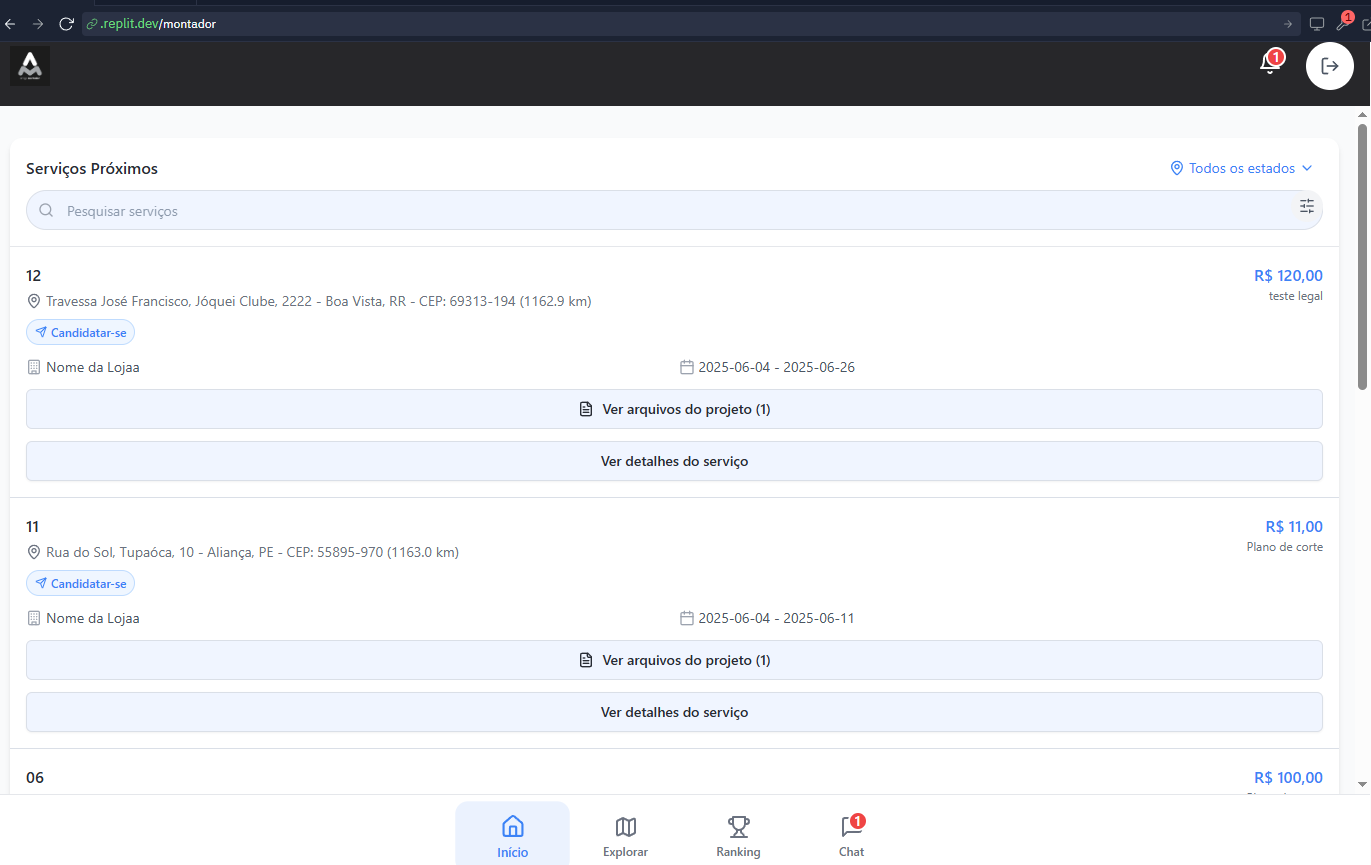 .replit.dev/montador
1
1
Serviços Próximos
Todos os estados
Pesquisar serviços
12
R$ 120,00
Travessa José Francisco, Jóquei Clube, 2222 - Boa Vista, RR - CEP: 69313-194 (1162.9 km)
teste legal
Candidatar-se
Nome da Lojaa
2025-06-04 - 2025-06-26
Ver arquivos do projeto (1)
Ver detalhes do serviço
11
R$ 11,00
Rua do Sol, Tupaóca, 10 - Aliança, PE - CEP: 55895-970 (1163.0 km)
Plano de corte
Candidatar-se
Nome da Lojaa
2025-06-04 - 2025-06-11
Ver arquivos do projeto (1)
Ver detalhes do serviço
06
R$ 100,00
Início
Explorar
Ranking
1
Chat